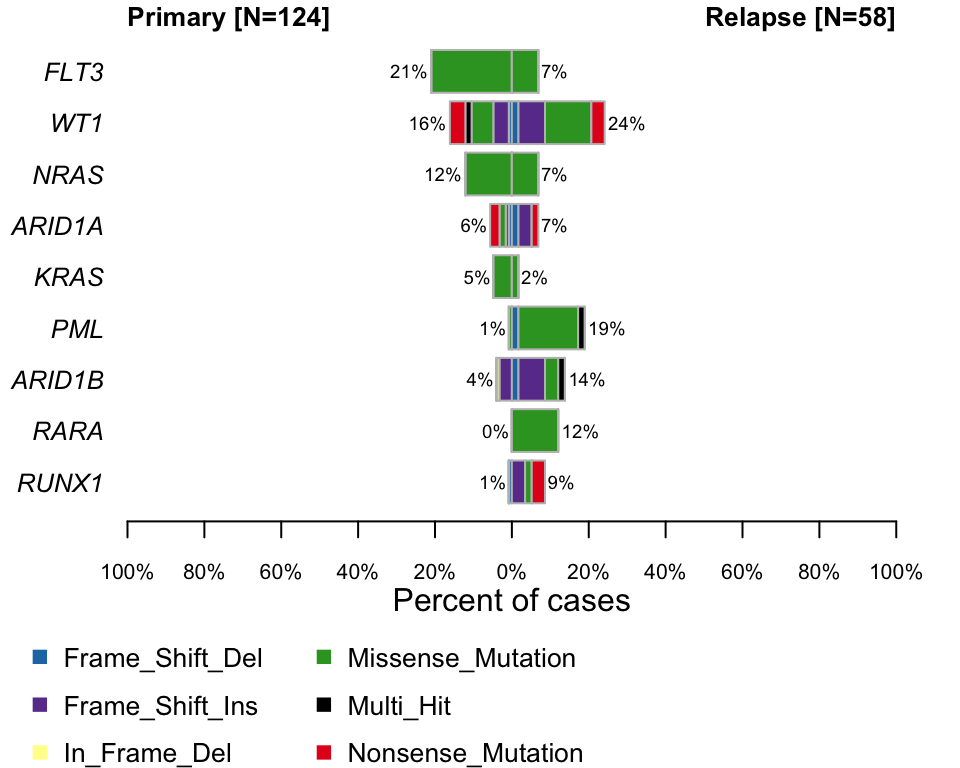 Primary [N=124] Relapse [N=58]
FLT3 21% 7%
WT1 16% 24%
NRAS 12% 7%
ARID1A 6% 7%
KRAS 5% 2%
PML 1% 19%
ARID1B 4% 14%
RARA 0% 12%
RUNX1 1% 9%
100% 80% 60% 40% 20% 0% 20% 40% 60% 80% 100%
Percent of cases
Frame_Shift_Del Missense_Mutation
Frame_Shift_Ins Multi_Hit
In_Frame_Del Nonsense_Mutation